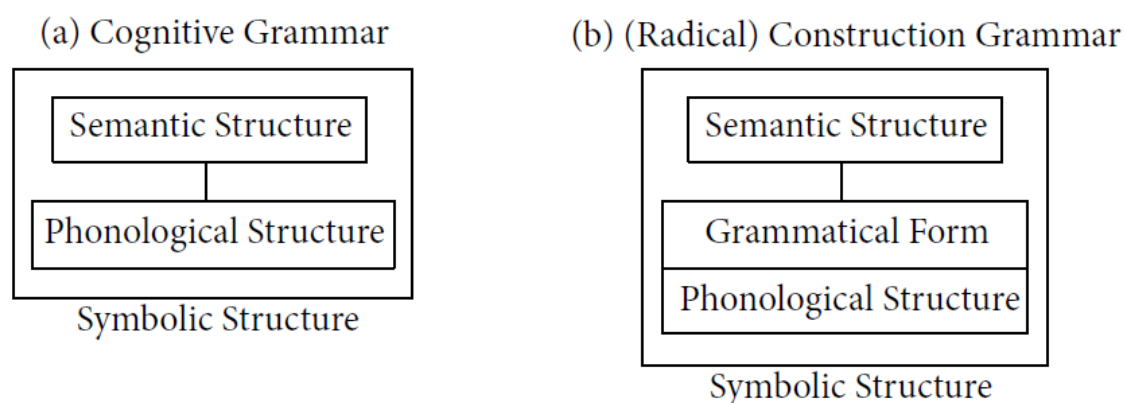 (a) Cognitive Grammar
Semantic Structure
Phonological Structure
Symbolic Structure
(b) (Radical) Construction Grammar
Semantic Structure
Grammatical Form
Phonological Structure
Symbolic Structure